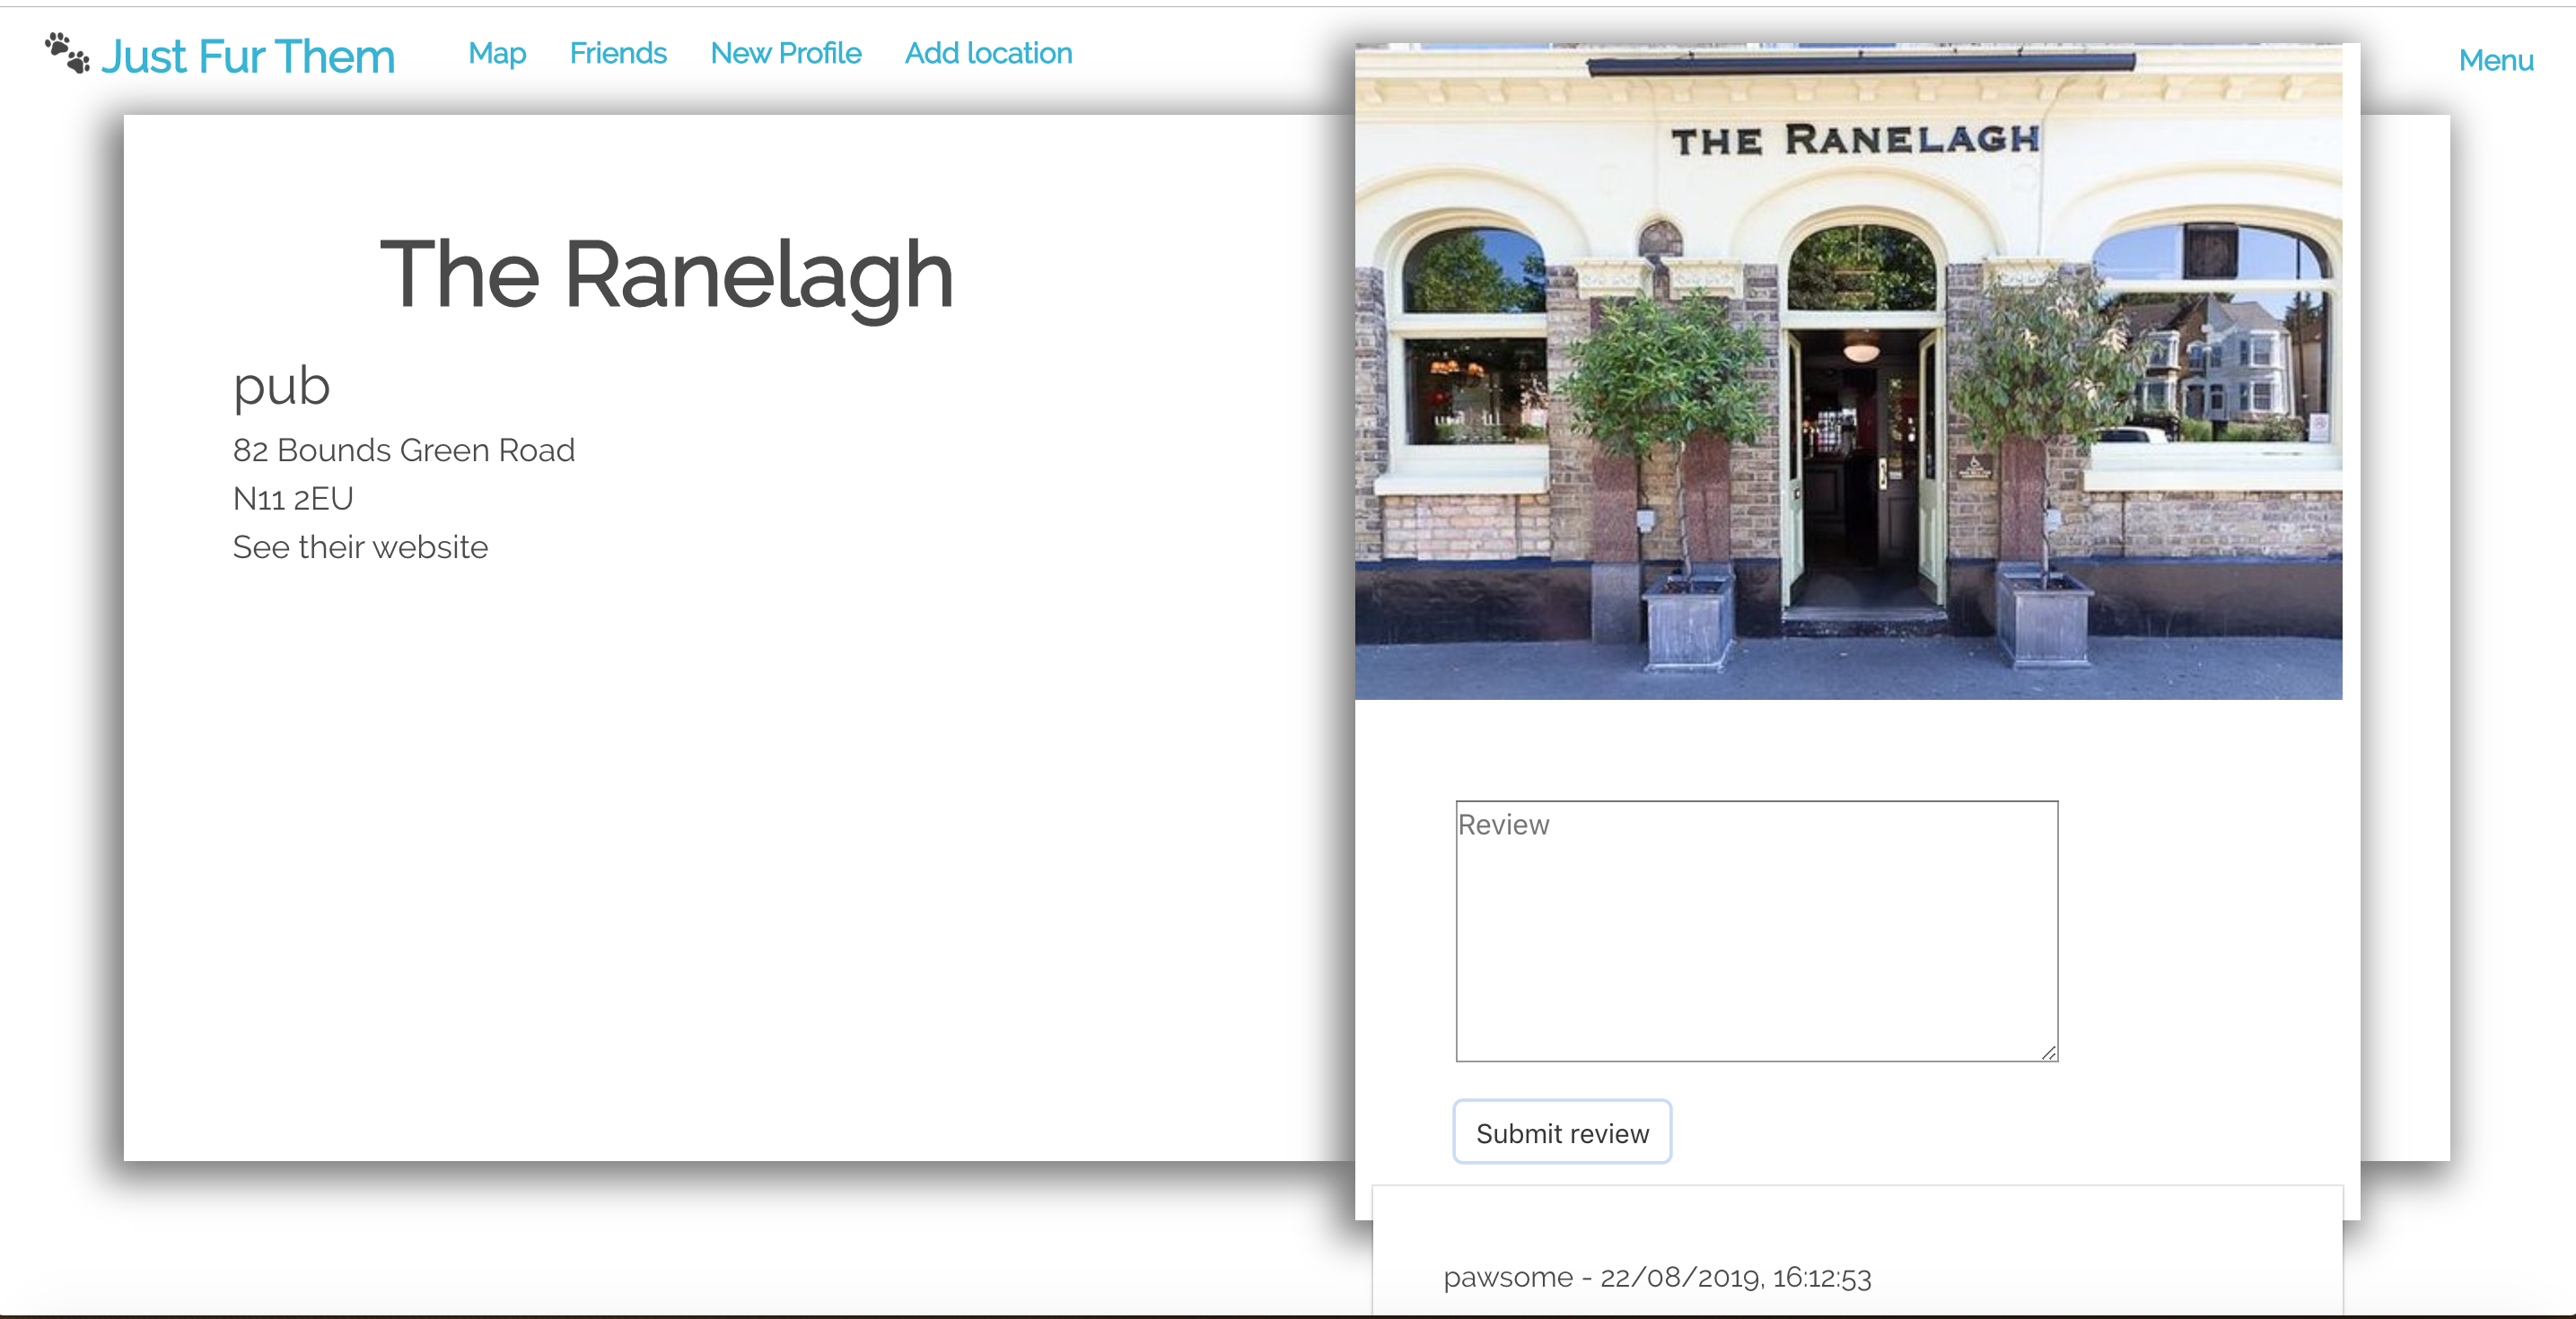 Just Fur Them
Map
Friends
New Profile
Add location
Menu
The Ranelagh
pub
82 Bounds Green Road
N11 2EU
See their website
THE RANELAGH
Review
Submit review
pawsome - 22/08/2019, 16:12:53